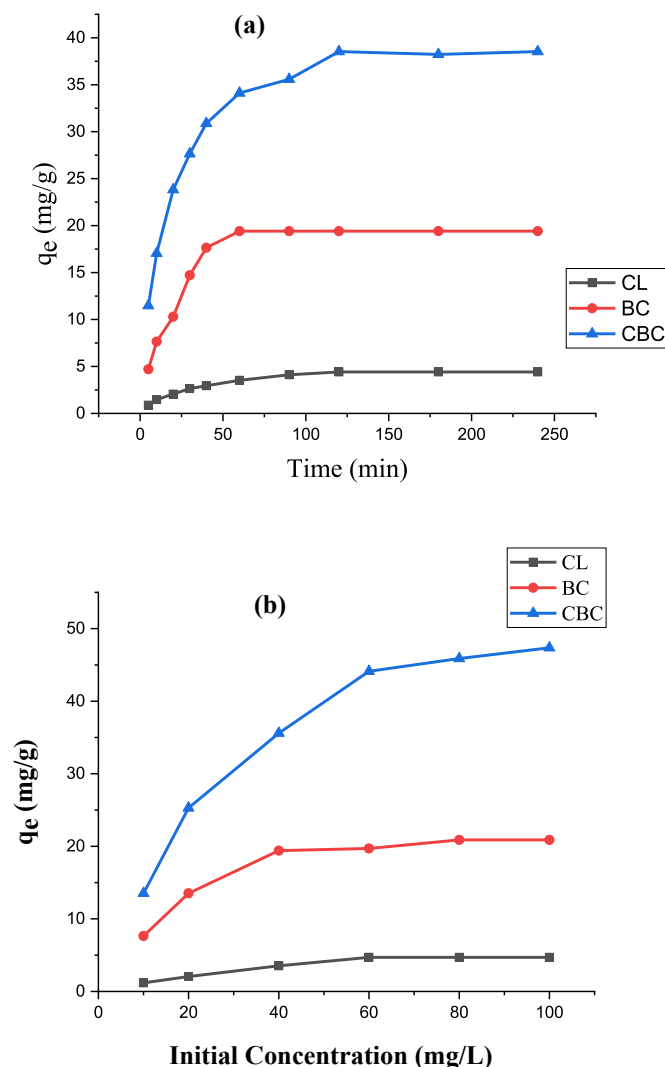 (a)
40
35
30
25
20
15
10
5
0
qe (mg/g)
CL
BC
CBC
0 50 100 150 200 250
Time (min)
CL
BC
CBC
(b)
50
40
30
20
10
0
qe (mg/g)
0 20 40 60 80 100
Initial Concentration (mg/L)